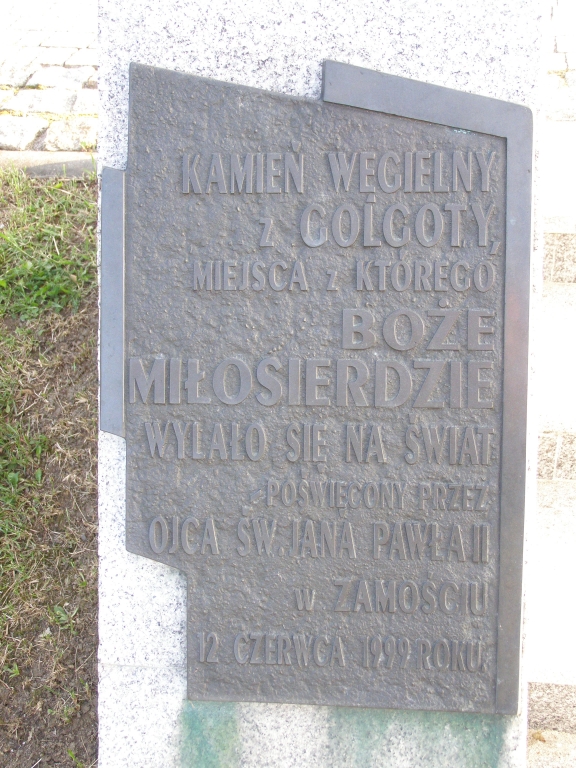 KAMIEŃ WĘGIELNY
z GOLGOTY,
MIEJSCA z KTÓREGO
BOŻE
MIŁOSIERDZIE
WYLAŁO SIĘ NA ŚWIAT
POŚWIĘCONY PRZEZ
OJCA ŚW. JANA PAWŁA II
w ZAMOŚCIU
12 CZERWCA 1999 ROKU.